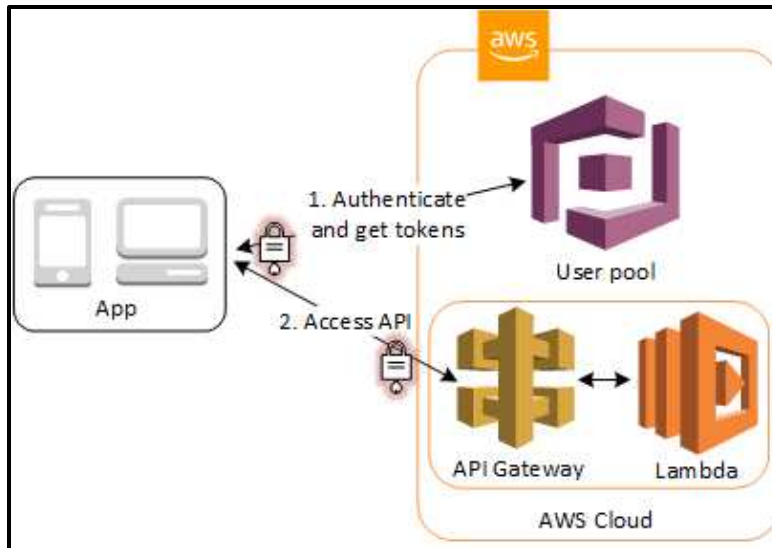 aws
1. Authenticate
and get tokens
User pool
App
2. Access API
API Gateway
Lambda
AWS Cloud